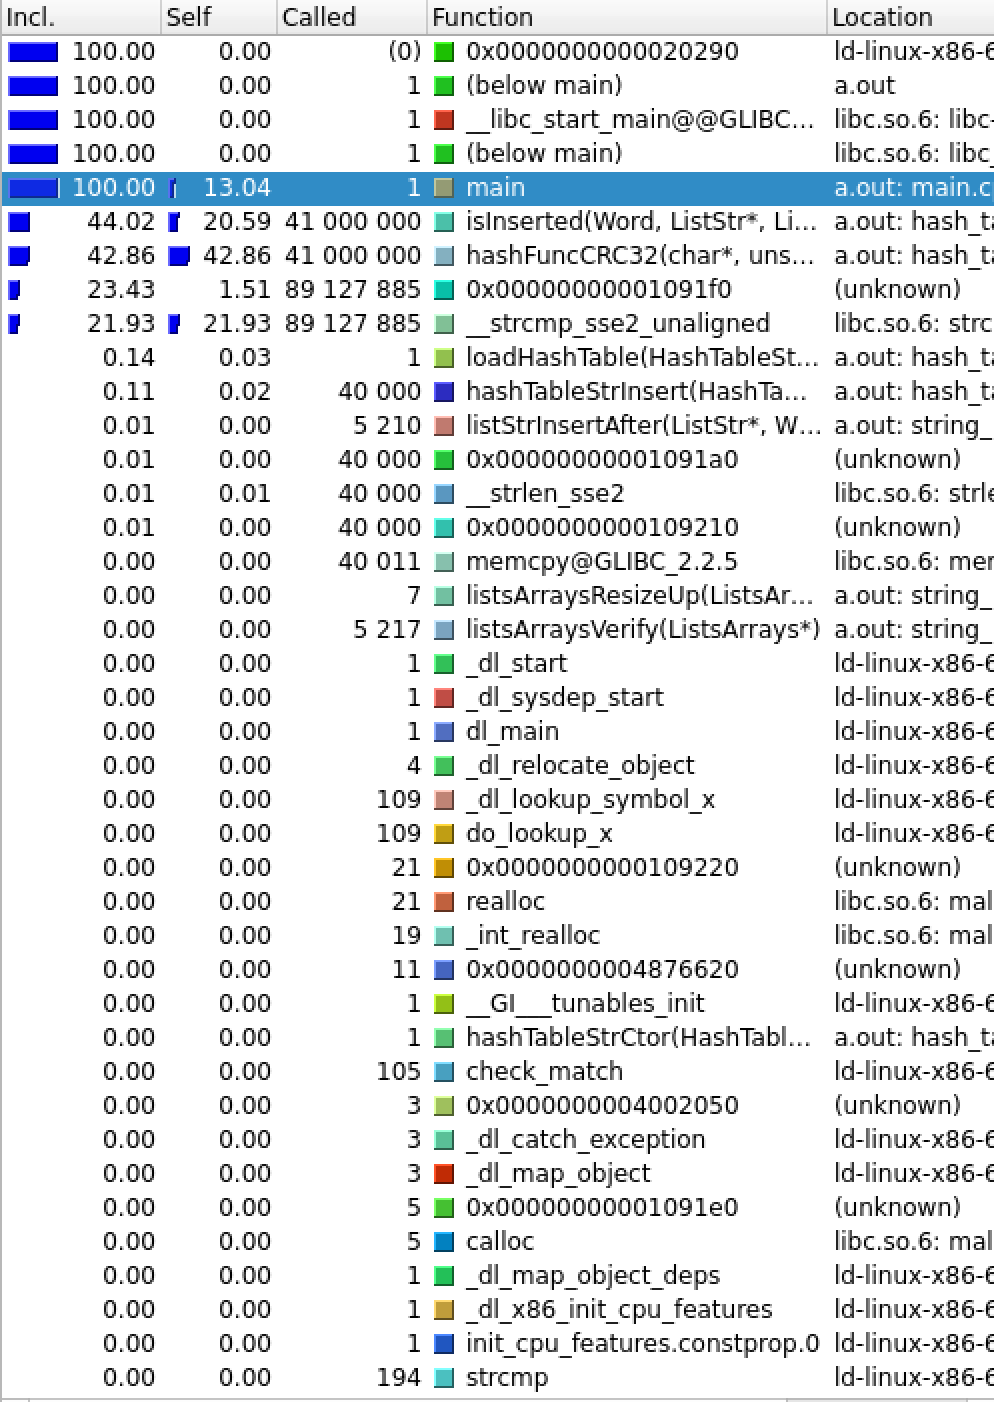 Incl. Self Called Function Location
100.00 0.00 (0) 0x0000000000020290 ld-linux-x86-6
100.00 0.00 1 (below main) a.out
100.00 0.00 1 __libc_start_main@@GLIBC... libc.so.6: libc-
100.00 0.00 1 (below main) libc.so.6: libc_
100.00 13.04 1 main a.out: main.c
44.02 20.59 41 000 000 isInserted(Word, ListStr*, Li... a.out: hash_ta
42.86 42.86 41 000 000 hashFuncCRC32(char*, uns... a.out: hash_ta
23.43 1.51 89 127 885 0x00000000001091f0 (unknown)
21.93 21.93 89 127 885 __strcmp_sse2_unaligned libc.so.6: strc
0.14 0.03 1 loadHashTable(HashTableSt... a.out: hash_ta
0.11 0.02 40 000 hashTableStrInsert(HashTa... a.out: hash_ta
0.01 0.00 5 210 listStrInsertAfter(ListStr*, W... a.out: string_
0.01 0.00 40 000 0x00000000001091a0 (unknown)
0.01 0.01 40 000 __strlen_sse2 libc.so.6: strle
0.01 0.00 40 000 0x0000000000109210 (unknown)
0.01 0.00 40 011 memcpy@GLIBC_2.2.5 libc.so.6: mem
0.00 0.00 7 listsArraysResizeUp(ListsAr... a.out: string_
0.00 0.00 5 217 listsArraysVerify(ListsArrays*) a.out: string_
0.00 0.00 1 _dl_start ld-linux-x86-6
0.00 0.00 1 _dl_sysdep_start ld-linux-x86-6
0.00 0.00 1 dl_main ld-linux-x86-6
0.00 0.00 4 _dl_relocate_object ld-linux-x86-6
0.00 0.00 109 _dl_lookup_symbol_x ld-linux-x86-6
0.00 0.00 109 do_lookup_x ld-linux-x86-6
0.00 0.00 21 0x0000000000109220 (unknown)
0.00 0.00 21 realloc libc.so.6: mal
0.00 0.00 19 _int_realloc libc.so.6: mal
0.00 0.00 11 0x0000000004876620 (unknown)
0.00 0.00 1 __GI___tunables_init ld-linux-x86-6
0.00 0.00 1 hashTableStrCtor(HashTabl... a.out: hash_ta
0.00 0.00 105 check_match ld-linux-x86-6
0.00 0.00 3 0x0000000004002050 (unknown)
0.00 0.00 3 _dl_catch_exception ld-linux-x86-6
0.00 0.00 3 _dl_map_object ld-linux-x86-6
0.00 0.00 5 0x00000000001091e0 (unknown)
0.00 0.00 5 calloc libc.so.6: mal
0.00 0.00 1 _dl_map_object_deps ld-linux-x86-6
0.00 0.00 1 _dl_x86_init_cpu_features ld-linux-x86-6
0.00 0.00 1 init_cpu_features.constprop.0 ld-linux-x86-6
0.00 0.00 194 strcmp ld-linux-x86-6